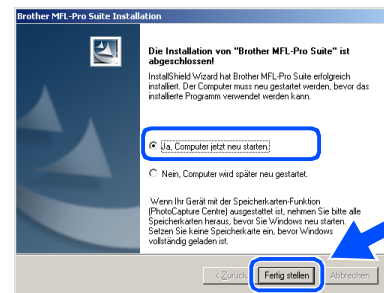 Brother MFL-Pro Suite Installation
Die Installation von "Brother MFL-Pro Suite" ist
abgeschlossen!
InstallShield Wizard hat Brother MFL-Pro Suite erfolgreich
installiert. Der Computer muss neu gestartet werden, bevor das
installierte Programm verwendet werden kann.
Ja, Computer jetzt neu starten.
Nein, Computer wird später neu gestartet.
Wenn Ihr Gerät mit der Speicherkarten-Funktion
(PhotoCapture Centre) ausgestattet ist, nehmen Sie bitte alle
Speicherkarten heraus, bevor Sie Windows neu starten.
Setzen Sie keine Speicherkarte ein, bevor Windows
vollständig geladen ist.
< Zurück Fertig stellen Abbrechen